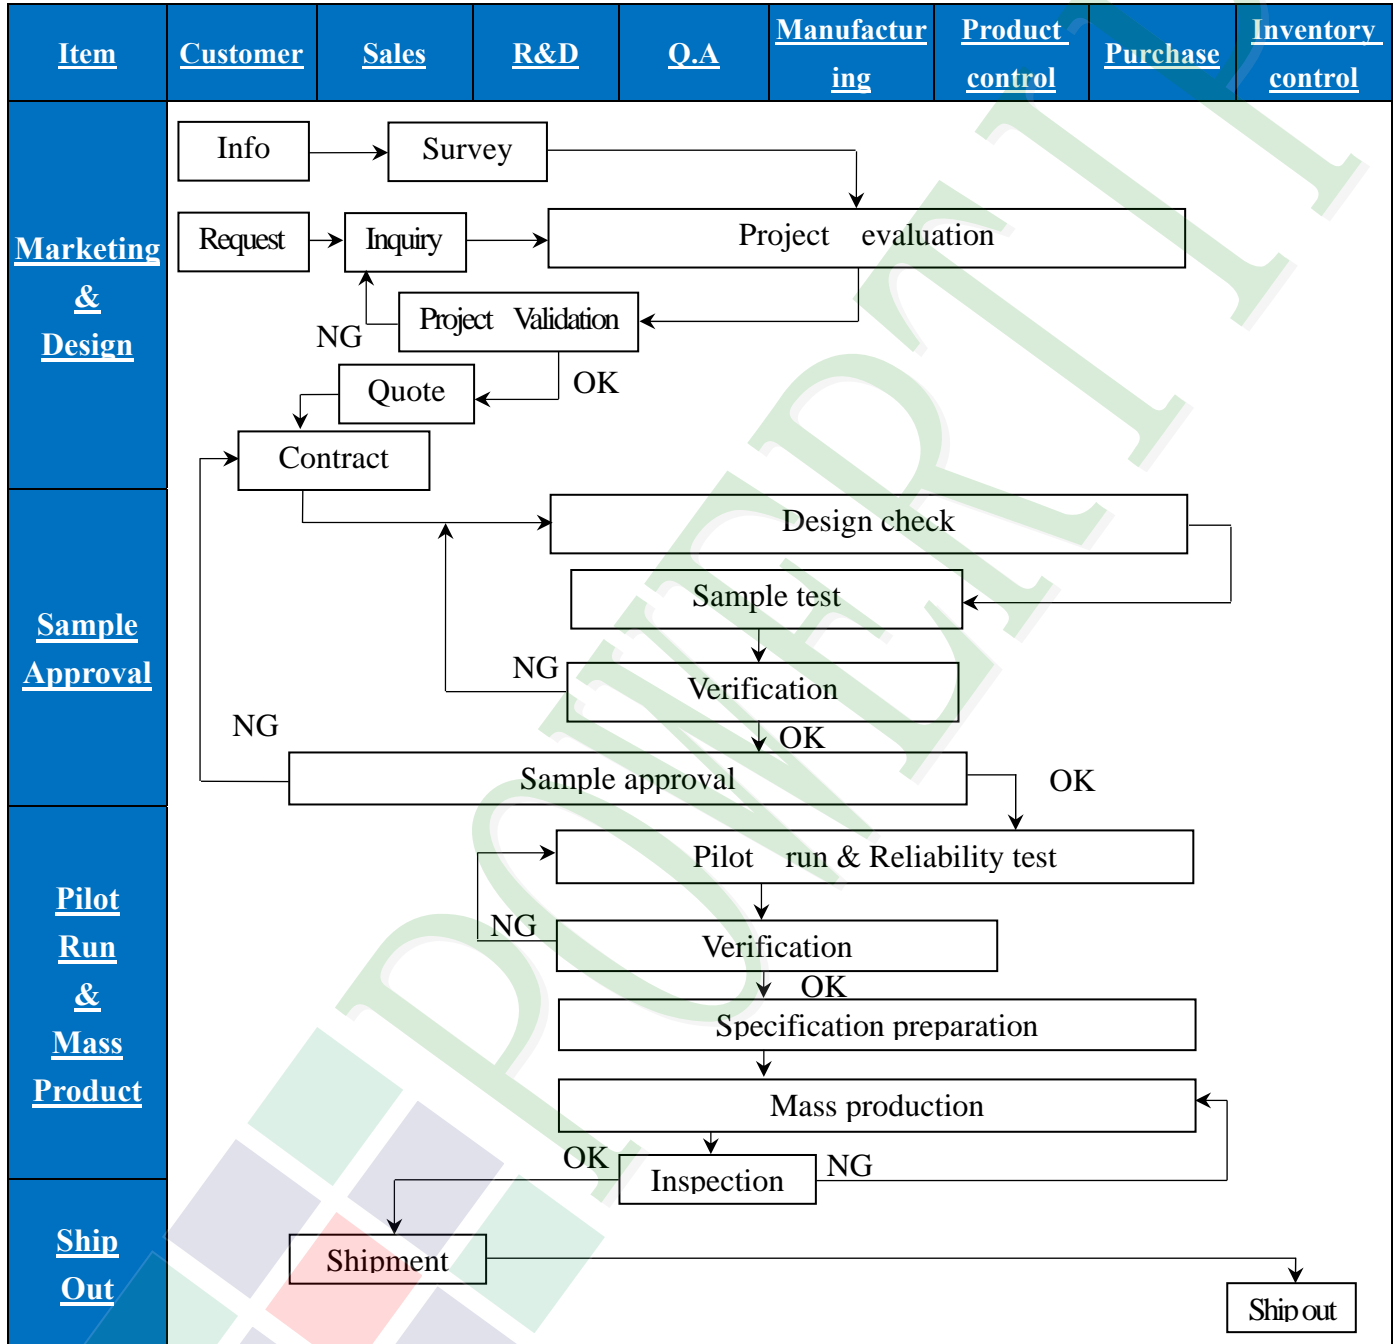 Item
Customer
Sales
R&D
Q.A
Manufactur
ing
Product
control
Purchase
Inventory
control
Marketing
&
Design
Info
Survey
Request
Inquiry
Project evaluation
Project Validation
NG
OK
Quote
Contract
Sample
Approval
Design check
Sample test
NG
Verification
OK
NG
Sample approval
OK
Pilot
Run
&
Mass
Product
Pilot run & Reliability test
NG
Verification
OK
Specification preparation
Mass production
OK
Inspection
NG
Ship
Out
Shipment
Ship out